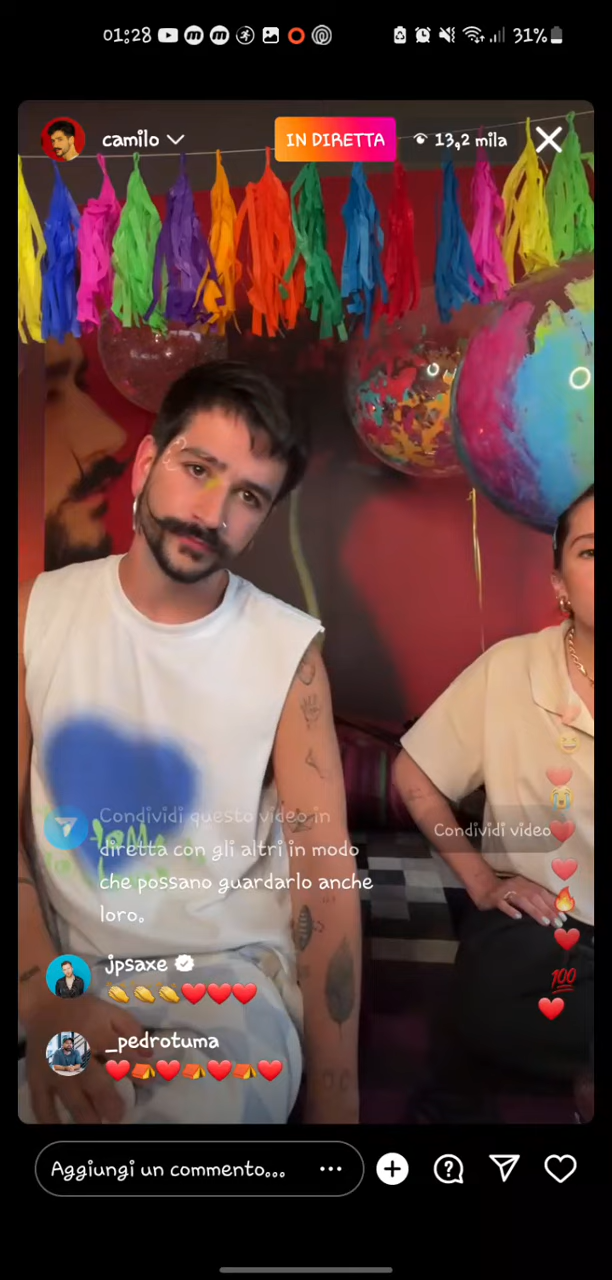 01:28
31%
camilo
IN DIRETTA
13,2 mila
Condividi questo video in
diretta con gli altri in modo
che possano guardarlo anche
loro.
Condividi video
jpsaxe
👏👏👏❤️❤️❤️
💯
_pedrotuma
❤️⛺❤️⛺❤️⛺❤️
Aggiungi un commento...